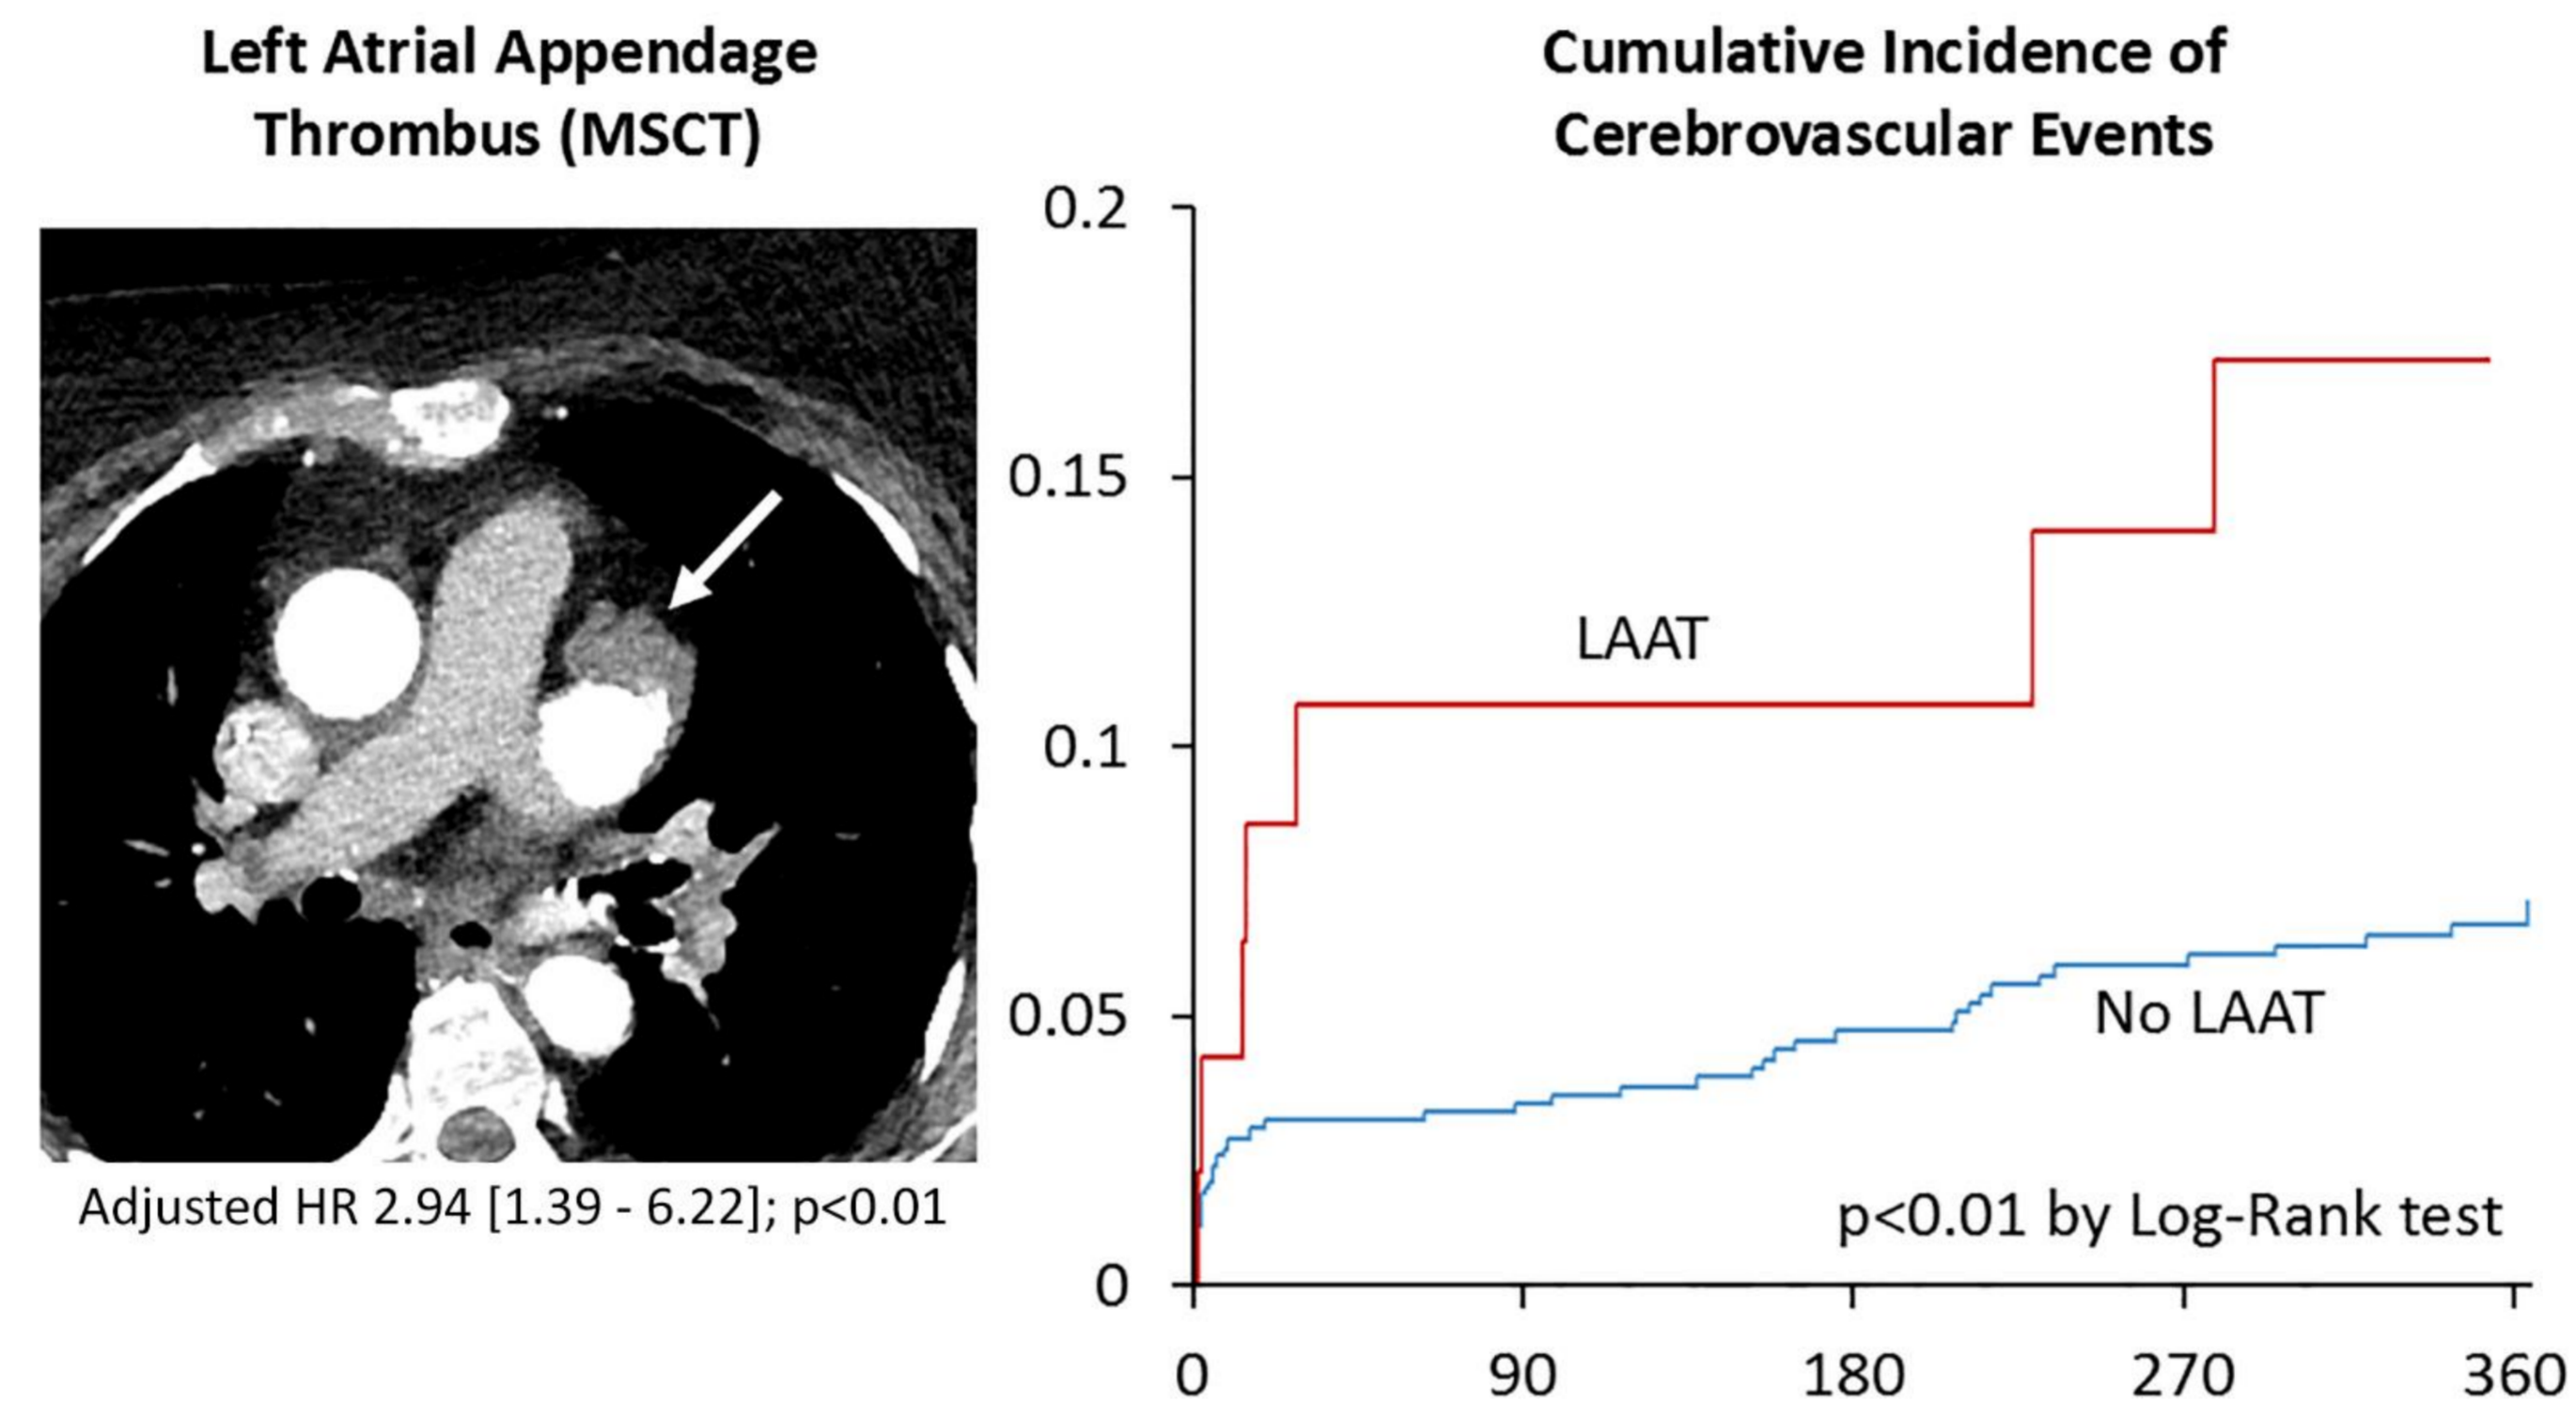 Left Atrial Appendage
Thrombus (MSCT)
Adjusted HR 2.94 [1.39 - 6.22]; p<0.01
Cumulative Incidence of
Cerebrovascular Events
0.2
0.15
0.1
0.05
0
LAAT
No LAAT
p<0.01 by Log-Rank test
0 90 180 270 360